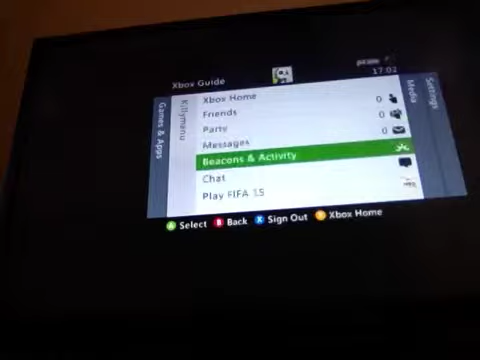 Xbox Guide
17:02
Games & Apps
Killymanu
Xbox Home
Friends 0
Party 0
Messages 0
Beacons & Activity
Chat
Play FIFA 15
Media
Settings
A Select B Back X Sign Out Y Xbox Home